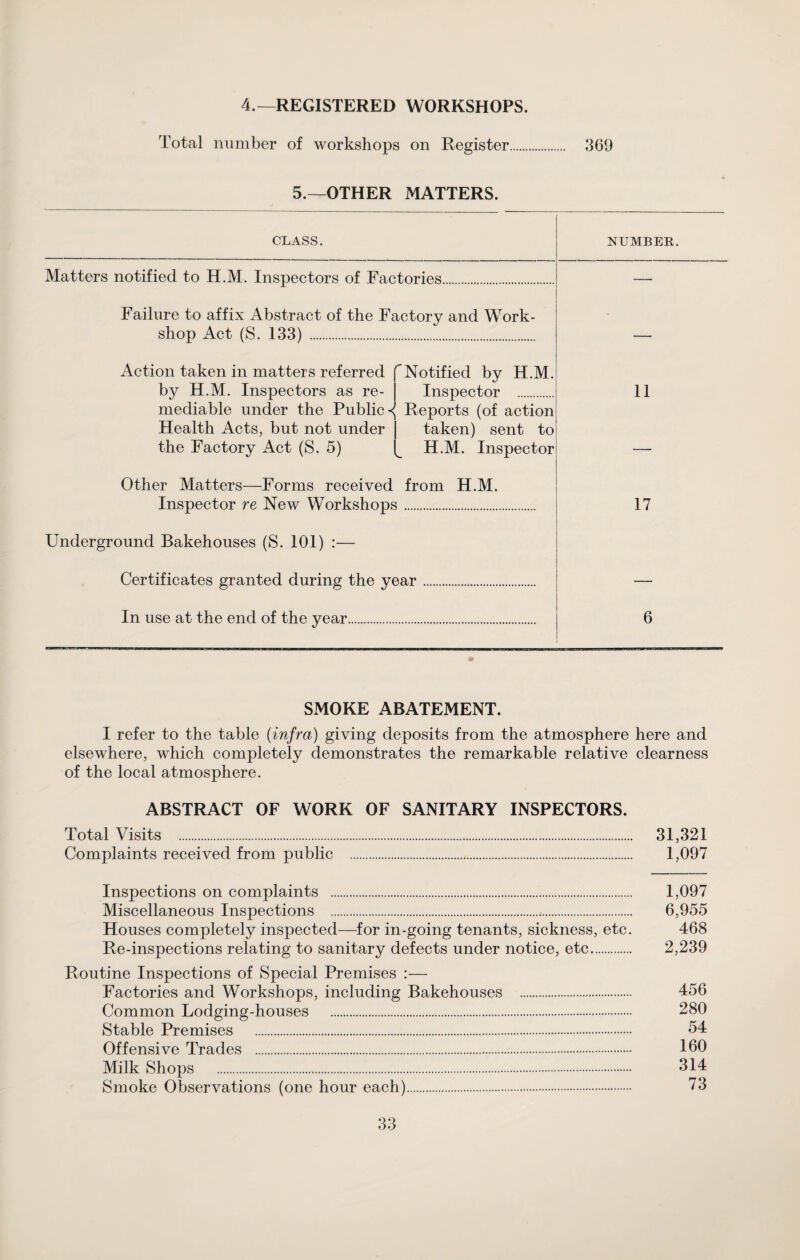 4.—REGISTERED WORKSHOPS.
Total number of workshops on Register.................. 369
5.—OTHER MATTERS.
CLASS. NUMBER.
Matters notified to H.M. Inspectors of Factories.................................... —
Failure to affix Abstract of the Factory and Work-
shop Act (S. 133) .......................................................................... —
Action taken in matters referred { Notified by H.M.
by H.M. Inspectors as re- Inspector ............ 11
mediable under the Public Reports (of action
Health Acts, but not under taken) sent to
the Factory Act (S. 5) H.M. Inspector —
Other Matters—Forms received from H.M.
Inspector re New Workshops .......................................... 17
Underground Bakehouses (S. 101) :—
Certificates granted during the year .................................... —
In use at the end of the year............................................................ 6
SMOKE ABATEMENT.
I refer to the table (infra) giving deposits from the atmosphere here and
elsewhere, which completely demonstrates the remarkable relative clearness
of the local atmosphere.
ABSTRACT OF WORK OF SANITARY INSPECTORS.
Total Visits .................................................................... 31,321
Complaints received from public .................................................................... 1,097
Inspections on complaints .................................................................... 1,097
Miscellaneous Inspections .................................................................... 6,955
Houses completely inspected—for in-going tenants, sickness, etc. 468
Re-inspections relating to sanitary defects under notice, etc............. 2,239
Routine Inspections of Special Premises :—
Factories and Workshops, including Bakehouses .................................... 456
Common Lodging-houses .................................................................... 280
Stable Premises .................................................................... 54
Offensive Trades .................................................................... 160
Milk Shops .................................................................... 314
Smoke Observations (one hour each).................................................................... 73
33